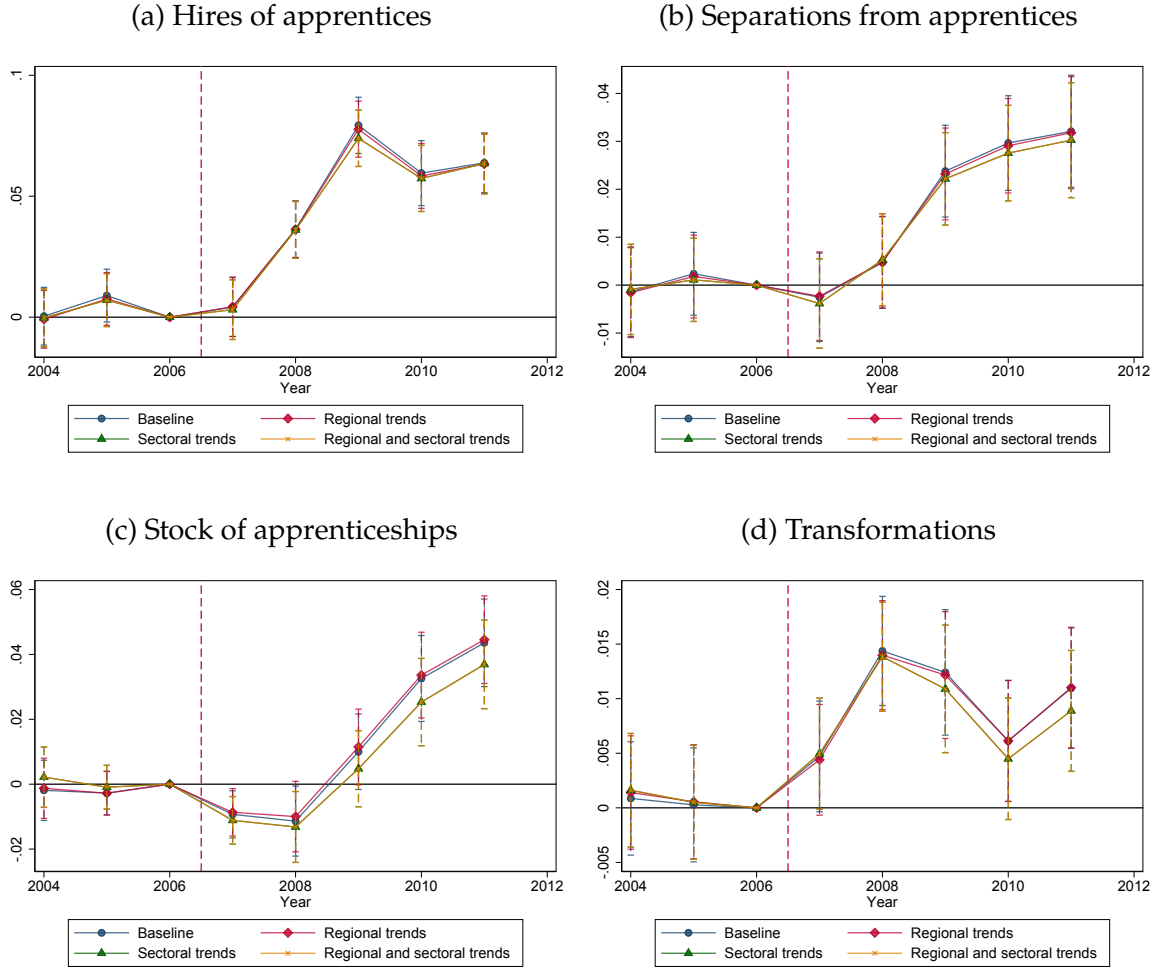 (a) Hires of apprentices
.1
.05
0
2004 2006 2008 2010 2012
Year
Baseline Regional trends
Sectoral trends Regional and sectoral trends
(b) Separations from apprentices
.04
.03
.02
.01
0
-.01
2004 2006 2008 2010 2012
Year
Baseline Regional trends
Sectoral trends Regional and sectoral trends
(c) Stock of apprenticeships
.06
.04
.02
0
-.02
2004 2006 2008 2010 2012
Year
Baseline Regional trends
Sectoral trends Regional and sectoral trends
(d) Transformations
.02
.015
.01
.005
0
-.005
2004 2006 2008 2010 2012
Year
Baseline Regional trends
Sectoral trends Regional and sectoral trends